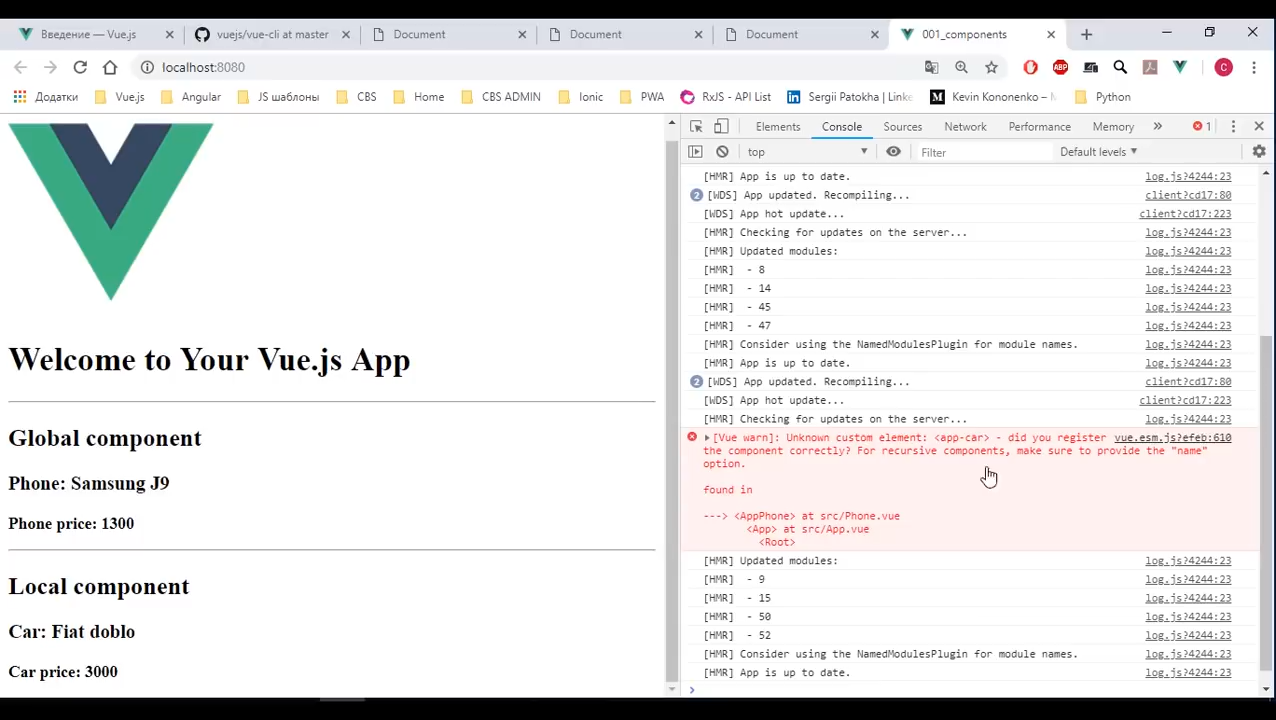 Введение — Vue.js
vuejs/vue-cli at master
Document
Document
Document
001_components
localhost:8080
ABP
C
Додатки
Vue.js
Angular
JS шаблоны
CBS
Home
CBS ADMIN
Ionic
PWA
RxJS - API List
Sergii Patokha | Linke
Kevin Kononenko –
Python
Welcome to Your Vue.js App
Global component
Phone: Samsung J9
Phone price: 1300
Local component
Car: Fiat doblo
Car price: 3000
Elements Console Sources Network Performance Memory » 1
top Filter Default levels
[HMR] App is up to date. log.js?4244:23
2 [WDS] App updated. Recompiling... client?cd17:80
[WDS] App hot update... client?cd17:223
[HMR] Checking for updates on the server... log.js?4244:23
[HMR] Updated modules: log.js?4244:23
[HMR] - 8 log.js?4244:23
[HMR] - 14 log.js?4244:23
[HMR] - 45 log.js?4244:23
[HMR] - 47 log.js?4244:23
[HMR] Consider using the NamedModulesPlugin for module names. log.js?4244:23
[HMR] App is up to date. log.js?4244:23
2 [WDS] App updated. Recompiling... client?cd17:80
[WDS] App hot update... client?cd17:223
[HMR] Checking for updates on the server... log.js?4244:23
[Vue warn]: Unknown custom element: <app-car> - did you register vue.esm.js?efeb:610
the component correctly? For recursive components, make sure to provide the "name"
option.
found in
---> <AppPhone> at src/Phone.vue
<App> at src/App.vue
<Root>
[HMR] Updated modules: log.js?4244:23
[HMR] - 9 log.js?4244:23
[HMR] - 15 log.js?4244:23
[HMR] - 50 log.js?4244:23
[HMR] - 52 log.js?4244:23
[HMR] Consider using the NamedModulesPlugin for module names. log.js?4244:23
[HMR] App is up to date. log.js?4244:23